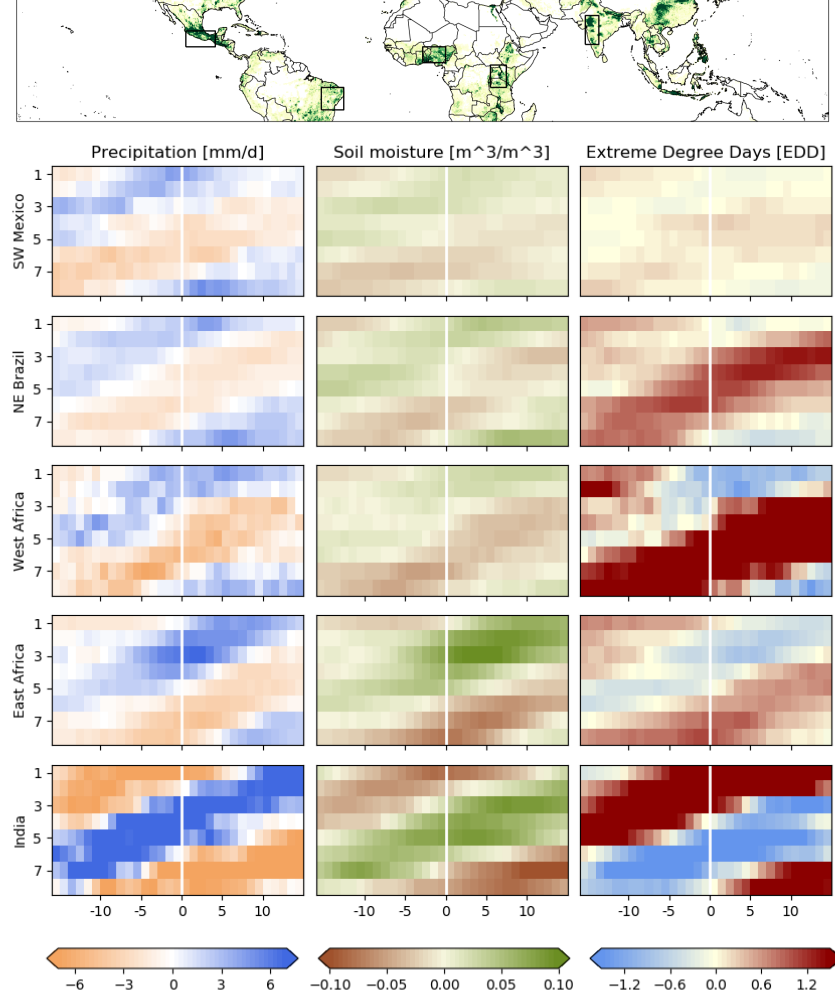 Precipitation [mm/d] Soil moisture [m^3/m^3] Extreme Degree Days [EDD]
SW Mexico
1
3
5
7
NE Brazil
1
3
5
7
West Africa
1
3
5
7
East Africa
1
3
5
7
India
1
3
5
7
-10 -5 0 5 10 -10 -5 0 5 10 -10 -5 0 5 10
−6 −3 0 3 6 −0.10 −0.05 0.00 0.05 0.10 −1.2 −0.6 0.0 0.6 1.2